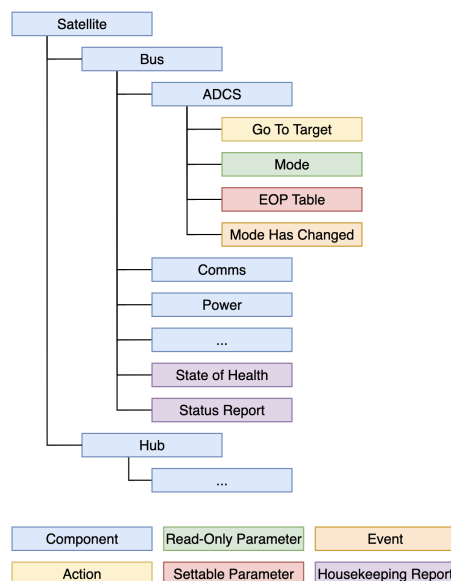 Satellite
Bus
ADCS
Go To Target
Mode
EOP Table
Mode Has Changed
Comms
Power
...
State of Health
Status Report
Hub
...
Component
Read-Only Parameter
Event
Action
Settable Parameter
Housekeeping Report